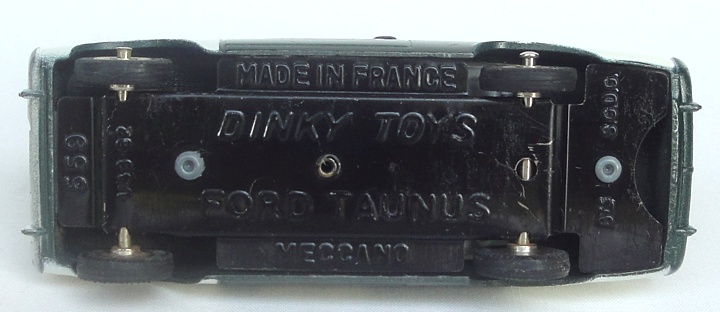 MADE IN FRANCE
DINKY TOYS
FORD TAUNUS
MECCANO
559
S.G.D.G.